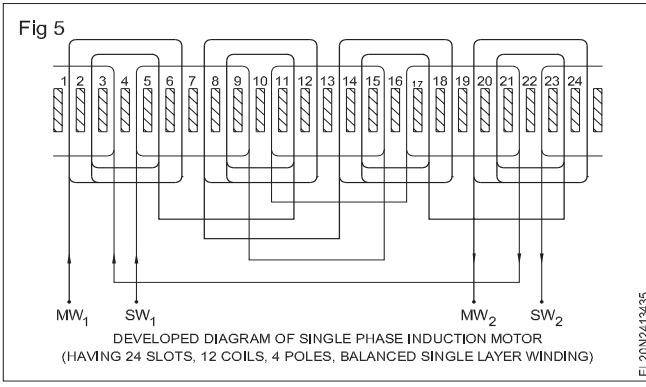 Fig 5
1 2 3 4 5 6 7 8 9 10 11 12 13 14 15 16 17 18 19 20 21 22 23 24
MW1 SW1 MW2 SW2
DEVELOPED DIAGRAM OF SINGLE PHASE INDUCTION MOTOR
(HAVING 24 SLOTS, 12 COILS, 4 POLES, BALANCED SINGLE LAYER WINDING)
EL20N2413435